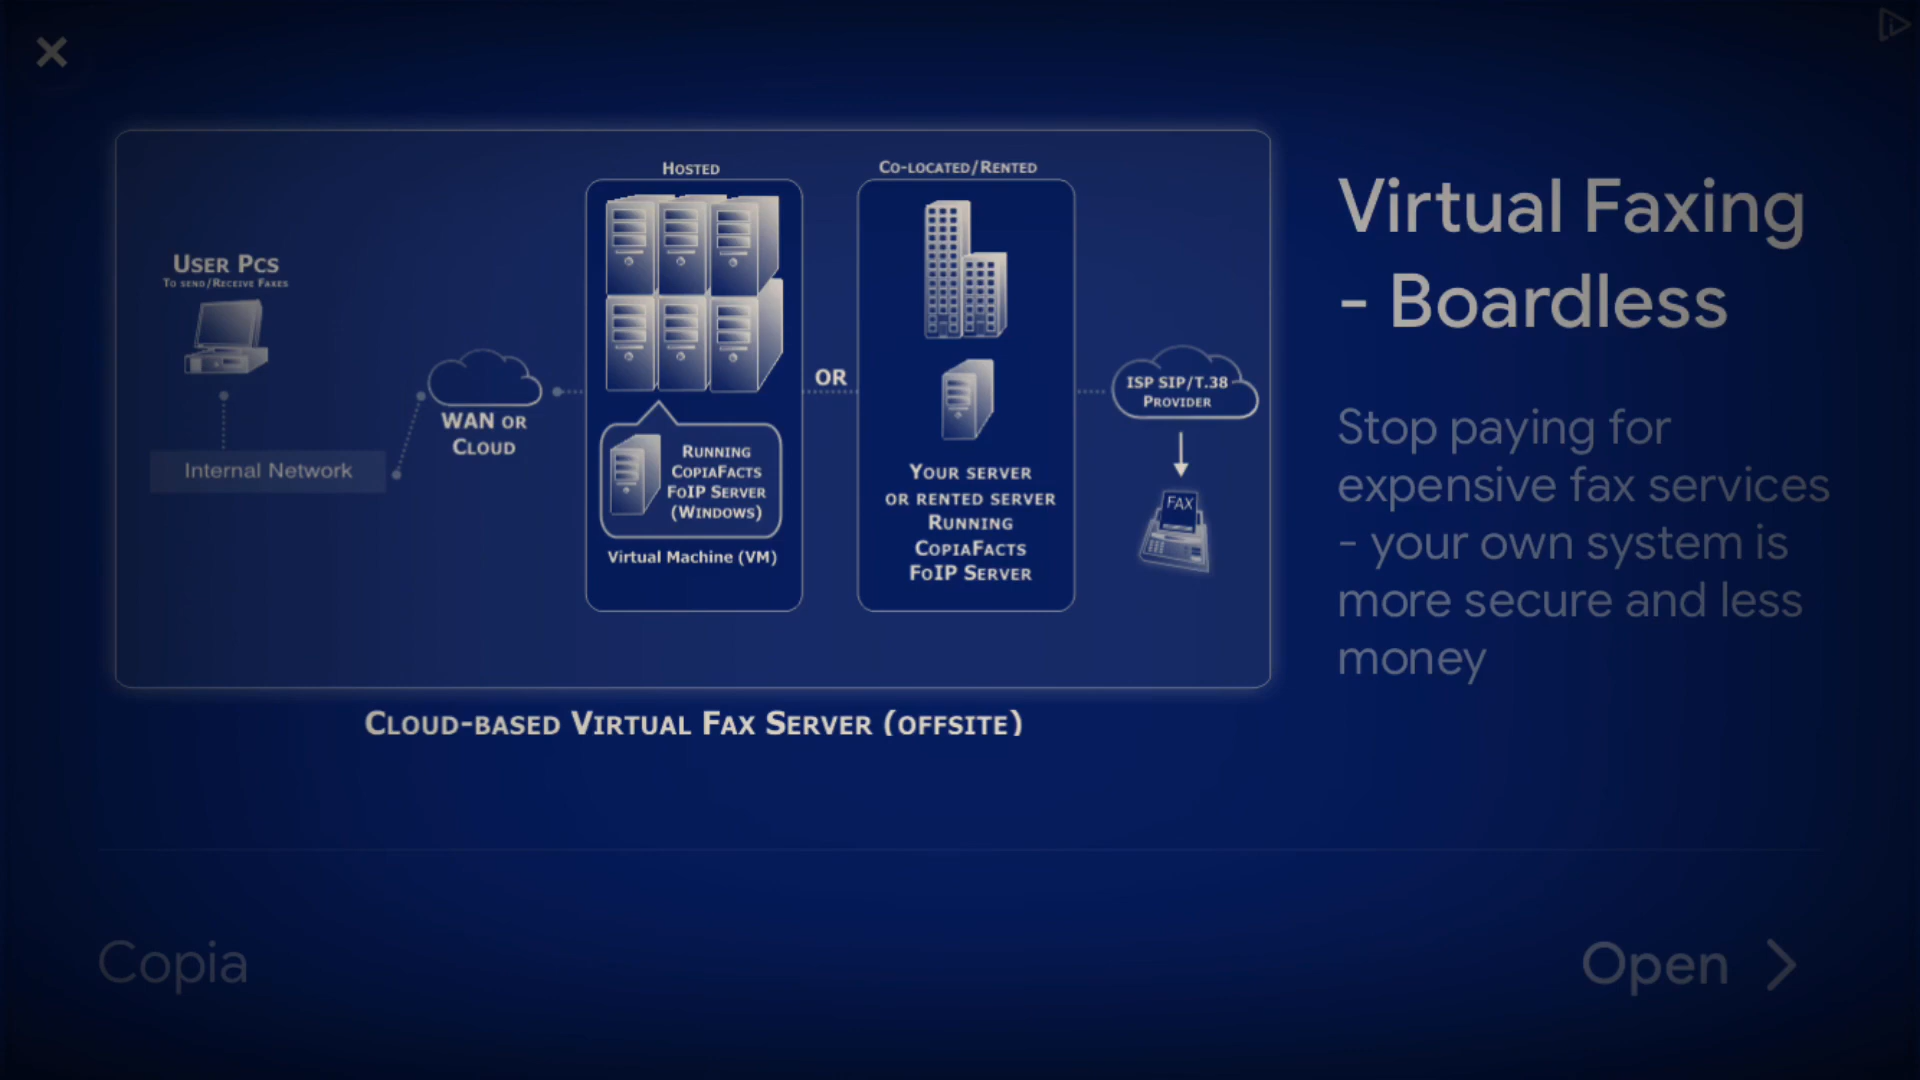 HOSTED
CO-LOCATED/RENTED
USER PCS
TO SEND/RECEIVE FAXES
Internal Network
WAN OR
CLOUD
RUNNING
COPIAFACTS
FOIP SERVER
(WINDOWS)
Virtual Machine (VM)
OR
YOUR SERVER
OR RENTED SERVER
RUNNING
COPIAFACTS
FOIP SERVER
ISP SIP/T.38
PROVIDER
FAX
CLOUD-BASED VIRTUAL FAX SERVER (OFFSITE)
Virtual Faxing
- Boardless
Stop paying for
expensive fax services
- your own system is
more secure and less
money
Copia
Open